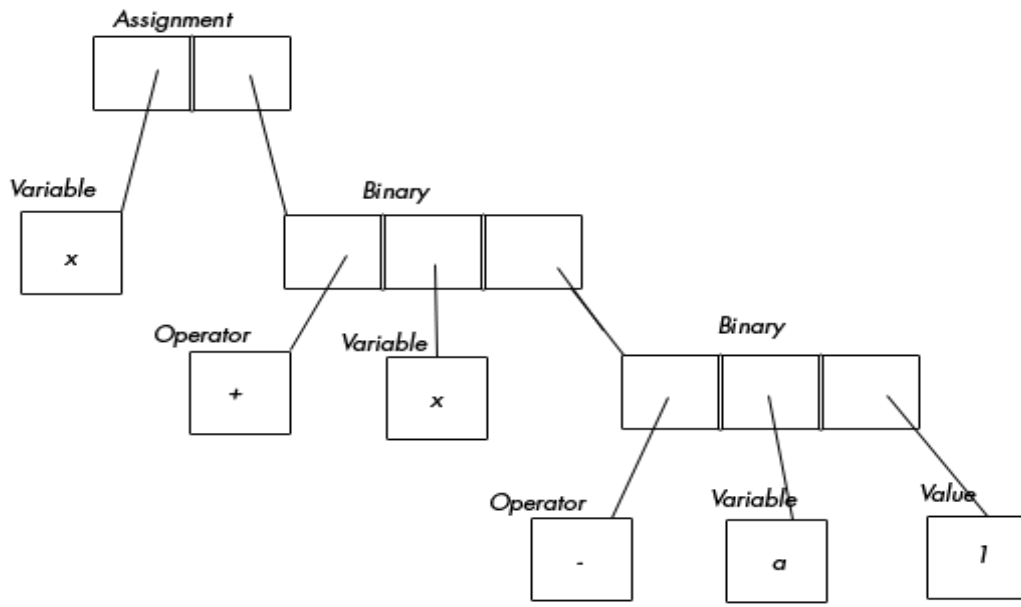 Assignment
Variable
x
Binary
Operator
+
Variable
x
Binary
Operator
-
Variable
a
Value
1